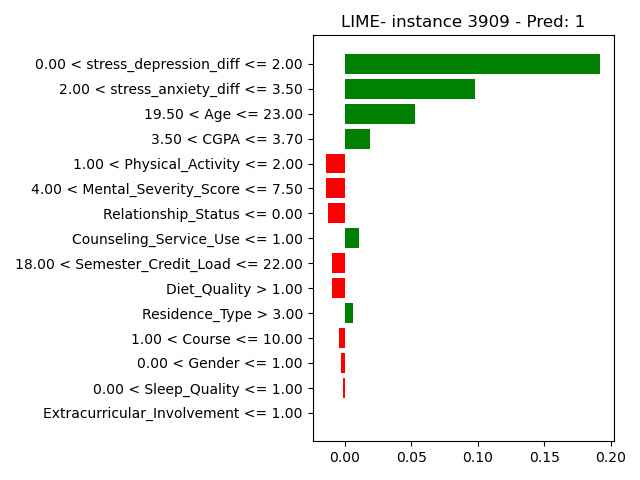 LIME- instance 3909 - Pred: 1
0.00 < stress_depression_diff <= 2.00
2.00 < stress_anxiety_diff <= 3.50
19.50 < Age <= 23.00
3.50 < CGPA <= 3.70
1.00 < Physical_Activity <= 2.00
4.00 < Mental_Severity_Score <= 7.50
Relationship_Status <= 0.00
Counseling_Service_Use <= 1.00
18.00 < Semester_Credit_Load <= 22.00
Diet_Quality > 1.00
Residence_Type > 3.00
1.00 < Course <= 10.00
0.00 < Gender <= 1.00
0.00 < Sleep_Quality <= 1.00
Extracurricular_Involvement <= 1.00
0.00 0.05 0.10 0.15 0.20